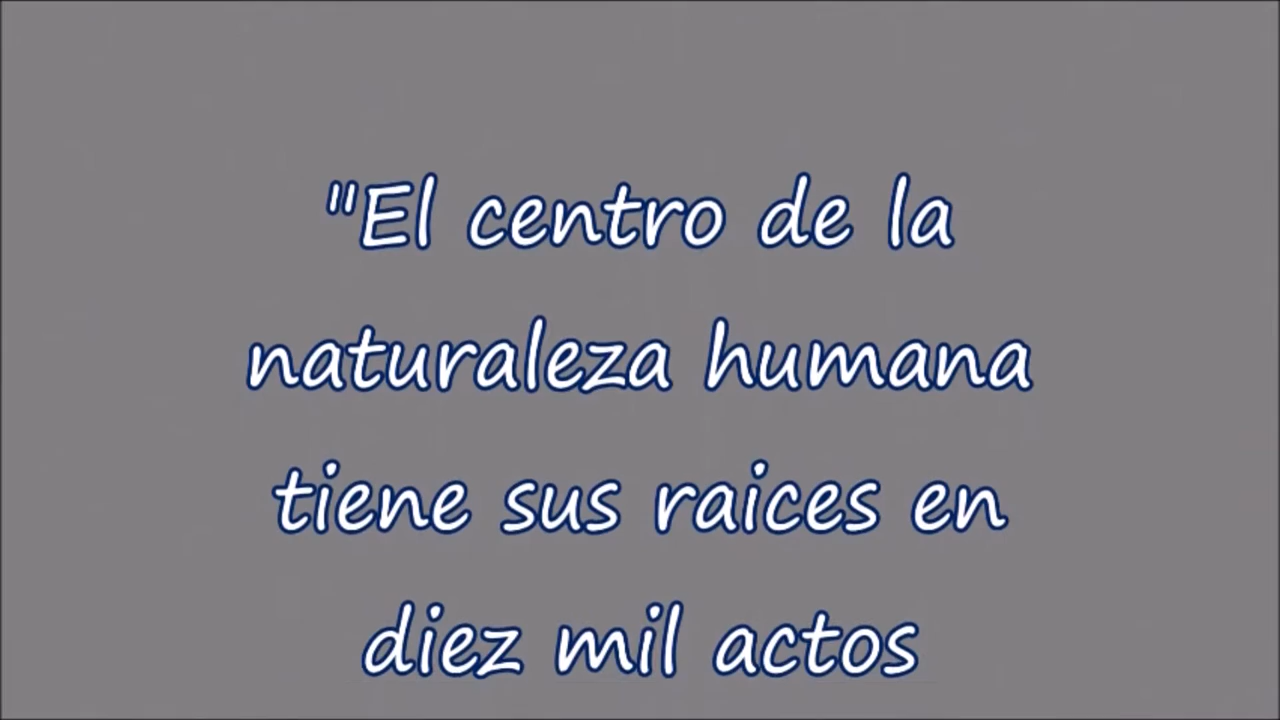 "El centro de la
naturaleza humana
tiene sus raices en
diez mil actos